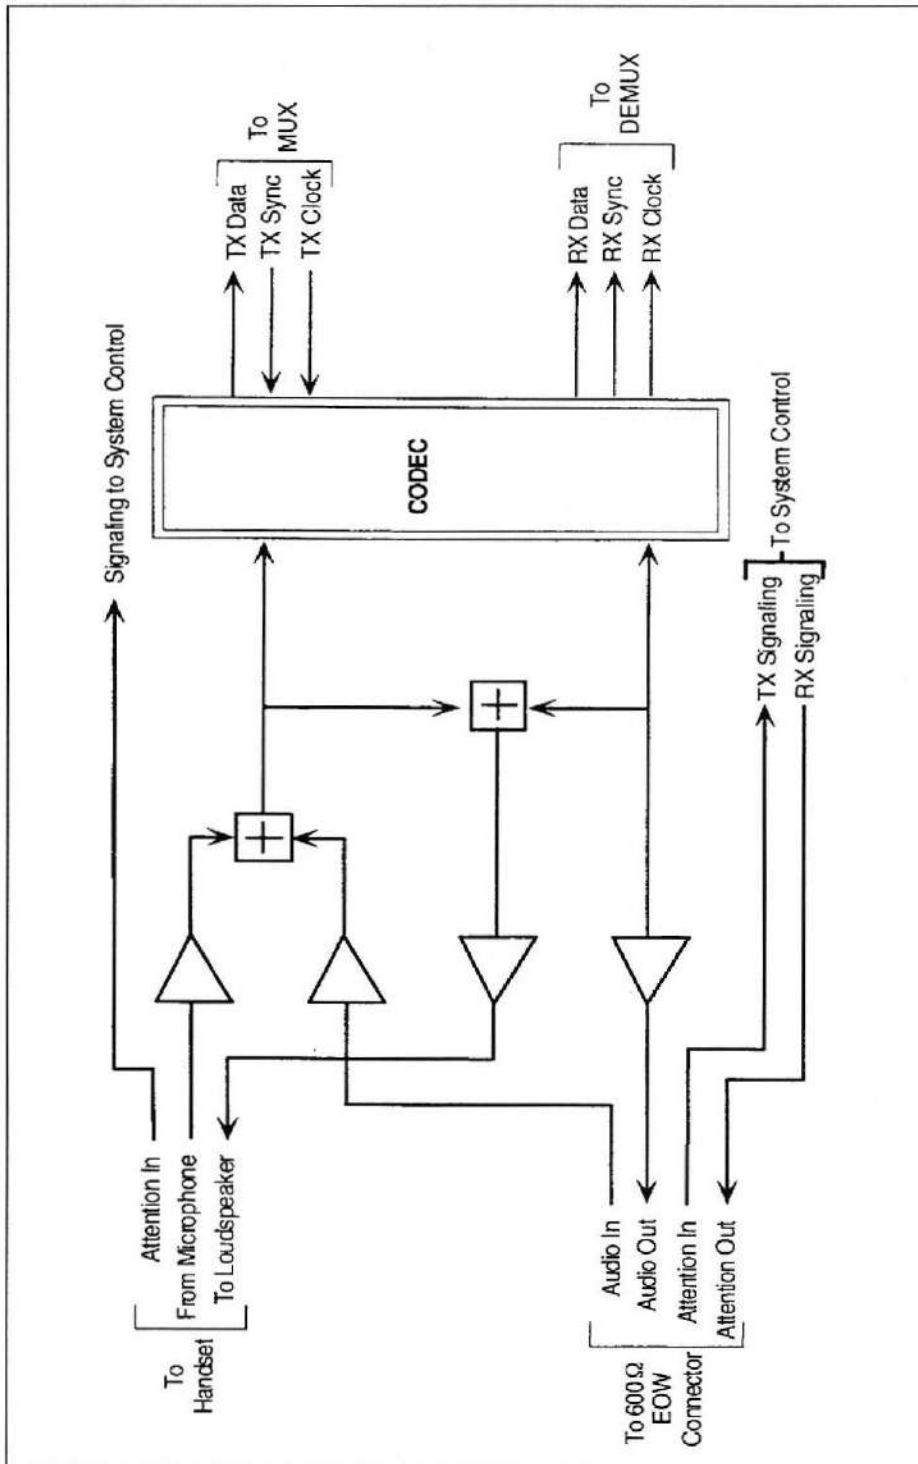 To
Handset
Attention In
From Microphone
To Loudspeaker
To 600Ω
EOW
Connector
Audio In
Audio Out
Attention In
Attention Out
Signaling to System Control
CODEC
TX Signaling
RX Signaling
To System Control
TX Data
TX Sync
TX Clock
To
MUX
RX Data
RX Sync
RX Clock
To
DEMUX